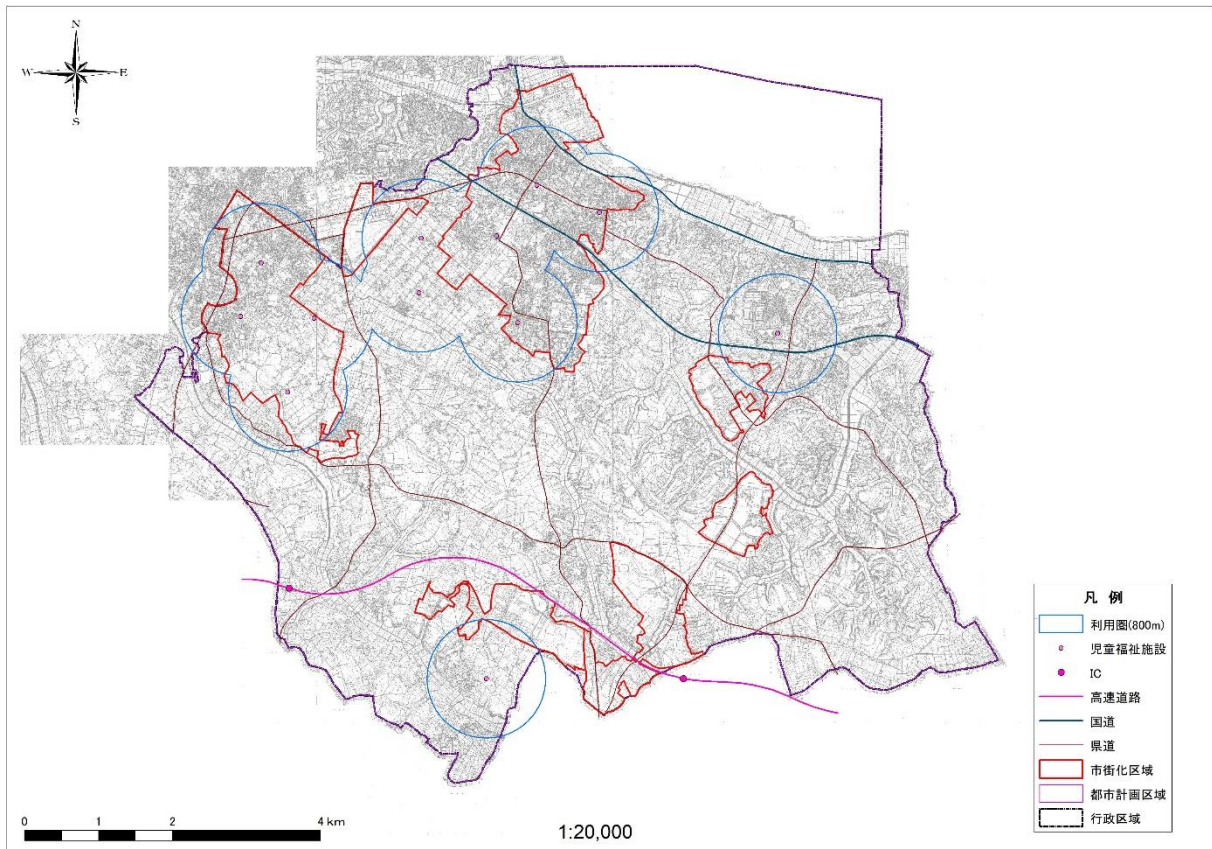 N
W E
S
凡 例
利用圏(800m)
児童福祉施設
IC
高速道路
国道
県道
市街化区域
都市計画区域
行政区域
0 1 2 4 km
1:20,000